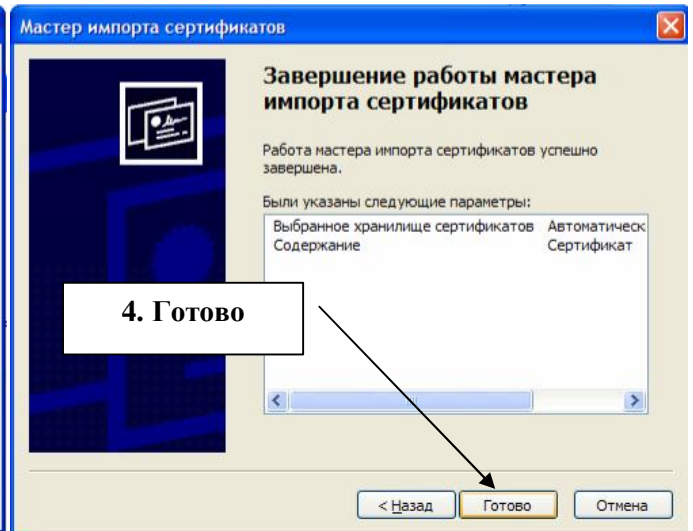 Мастер импорта сертификатов
Завершение работы мастера
импорта сертификатов
Работа мастера импорта сертификатов успешно
завершена.
Были указаны следующие параметры:
Выбранное хранилище сертификатов Автоматическ
Содержание Сертификат
4. Готово
< Назад Готово Отмена